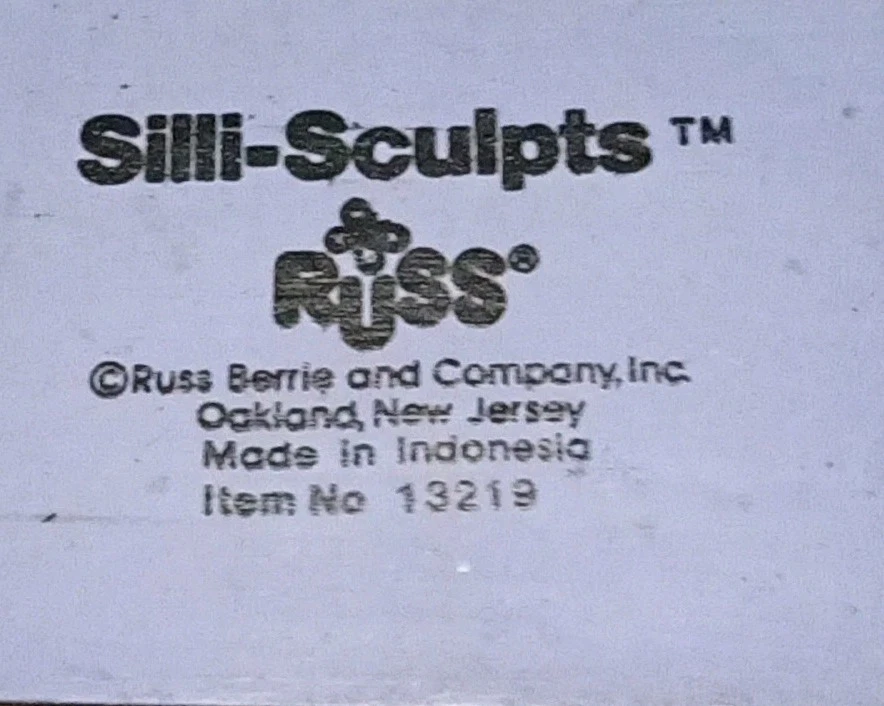 Silli-Sculpts™
RUSS®
©Russ Berrie and Company, Inc.
Oakland, New Jersey
Made in Indonesia
Item No 13219